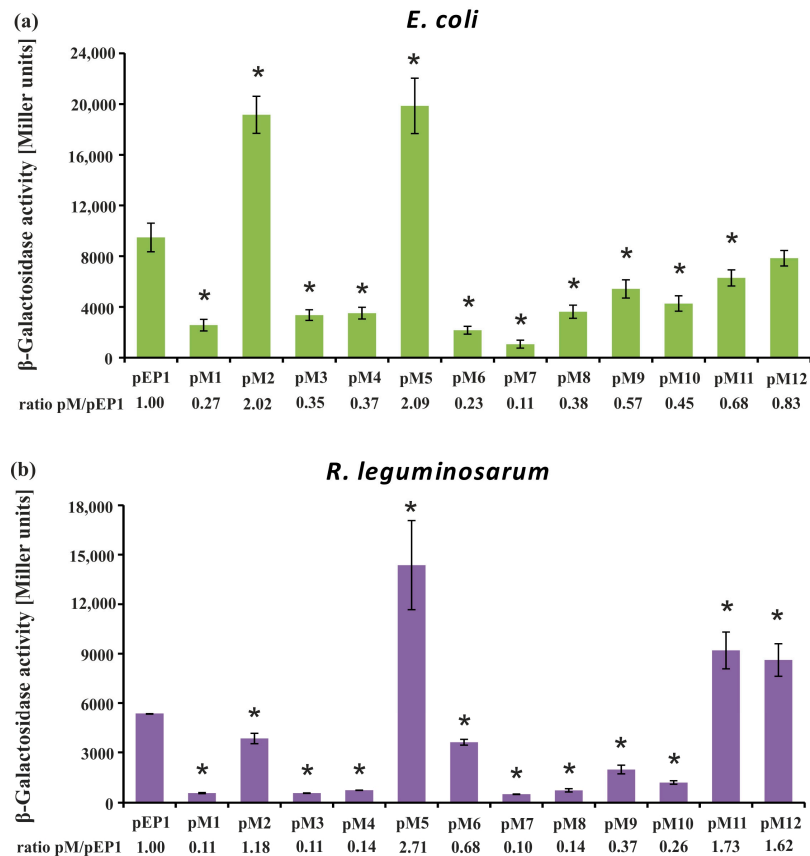 (a)
E. coli
β-Galactosidase activity [Miller units]
24,000
20,000
16,000
12,000
8000
4000
0
* * * * * * * * * * *
pEP1 pM1 pM2 pM3 pM4 pM5 pM6 pM7 pM8 pM9 pM10 pM11 pM12
ratio pM/pEP1 1.00 0.27 2.02 0.35 0.37 2.09 0.23 0.11 0.38 0.57 0.45 0.68 0.83
(b)
R. leguminosarum
β-Galactosidase activity [Miller units]
18,000
15,000
12,000
9000
6000
3000
0
* * * * * * * * * * * *
pEP1 pM1 pM2 pM3 pM4 pM5 pM6 pM7 pM8 pM9 pM10 pM11 pM12
ratio pM/pEP1 1.00 0.11 1.18 0.11 0.14 2.71 0.68 0.10 0.14 0.37 0.26 1.73 1.62